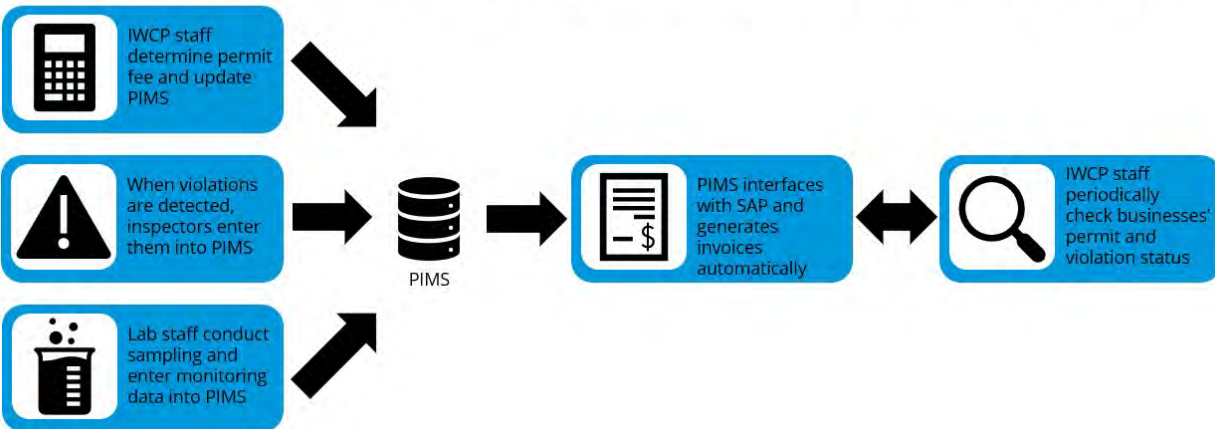 IWCP staff
determine permit
fee and update
PIMS
When violations
are detected,
inspectors enter
them into PIMS
Lab staff conduct
sampling and
enter monitoring
data into PIMS
PIMS
PIMS interfaces
with SAP and
generates
invoices
automatically
$
IWCP staff
periodically
check businesses'
permit and
violation status